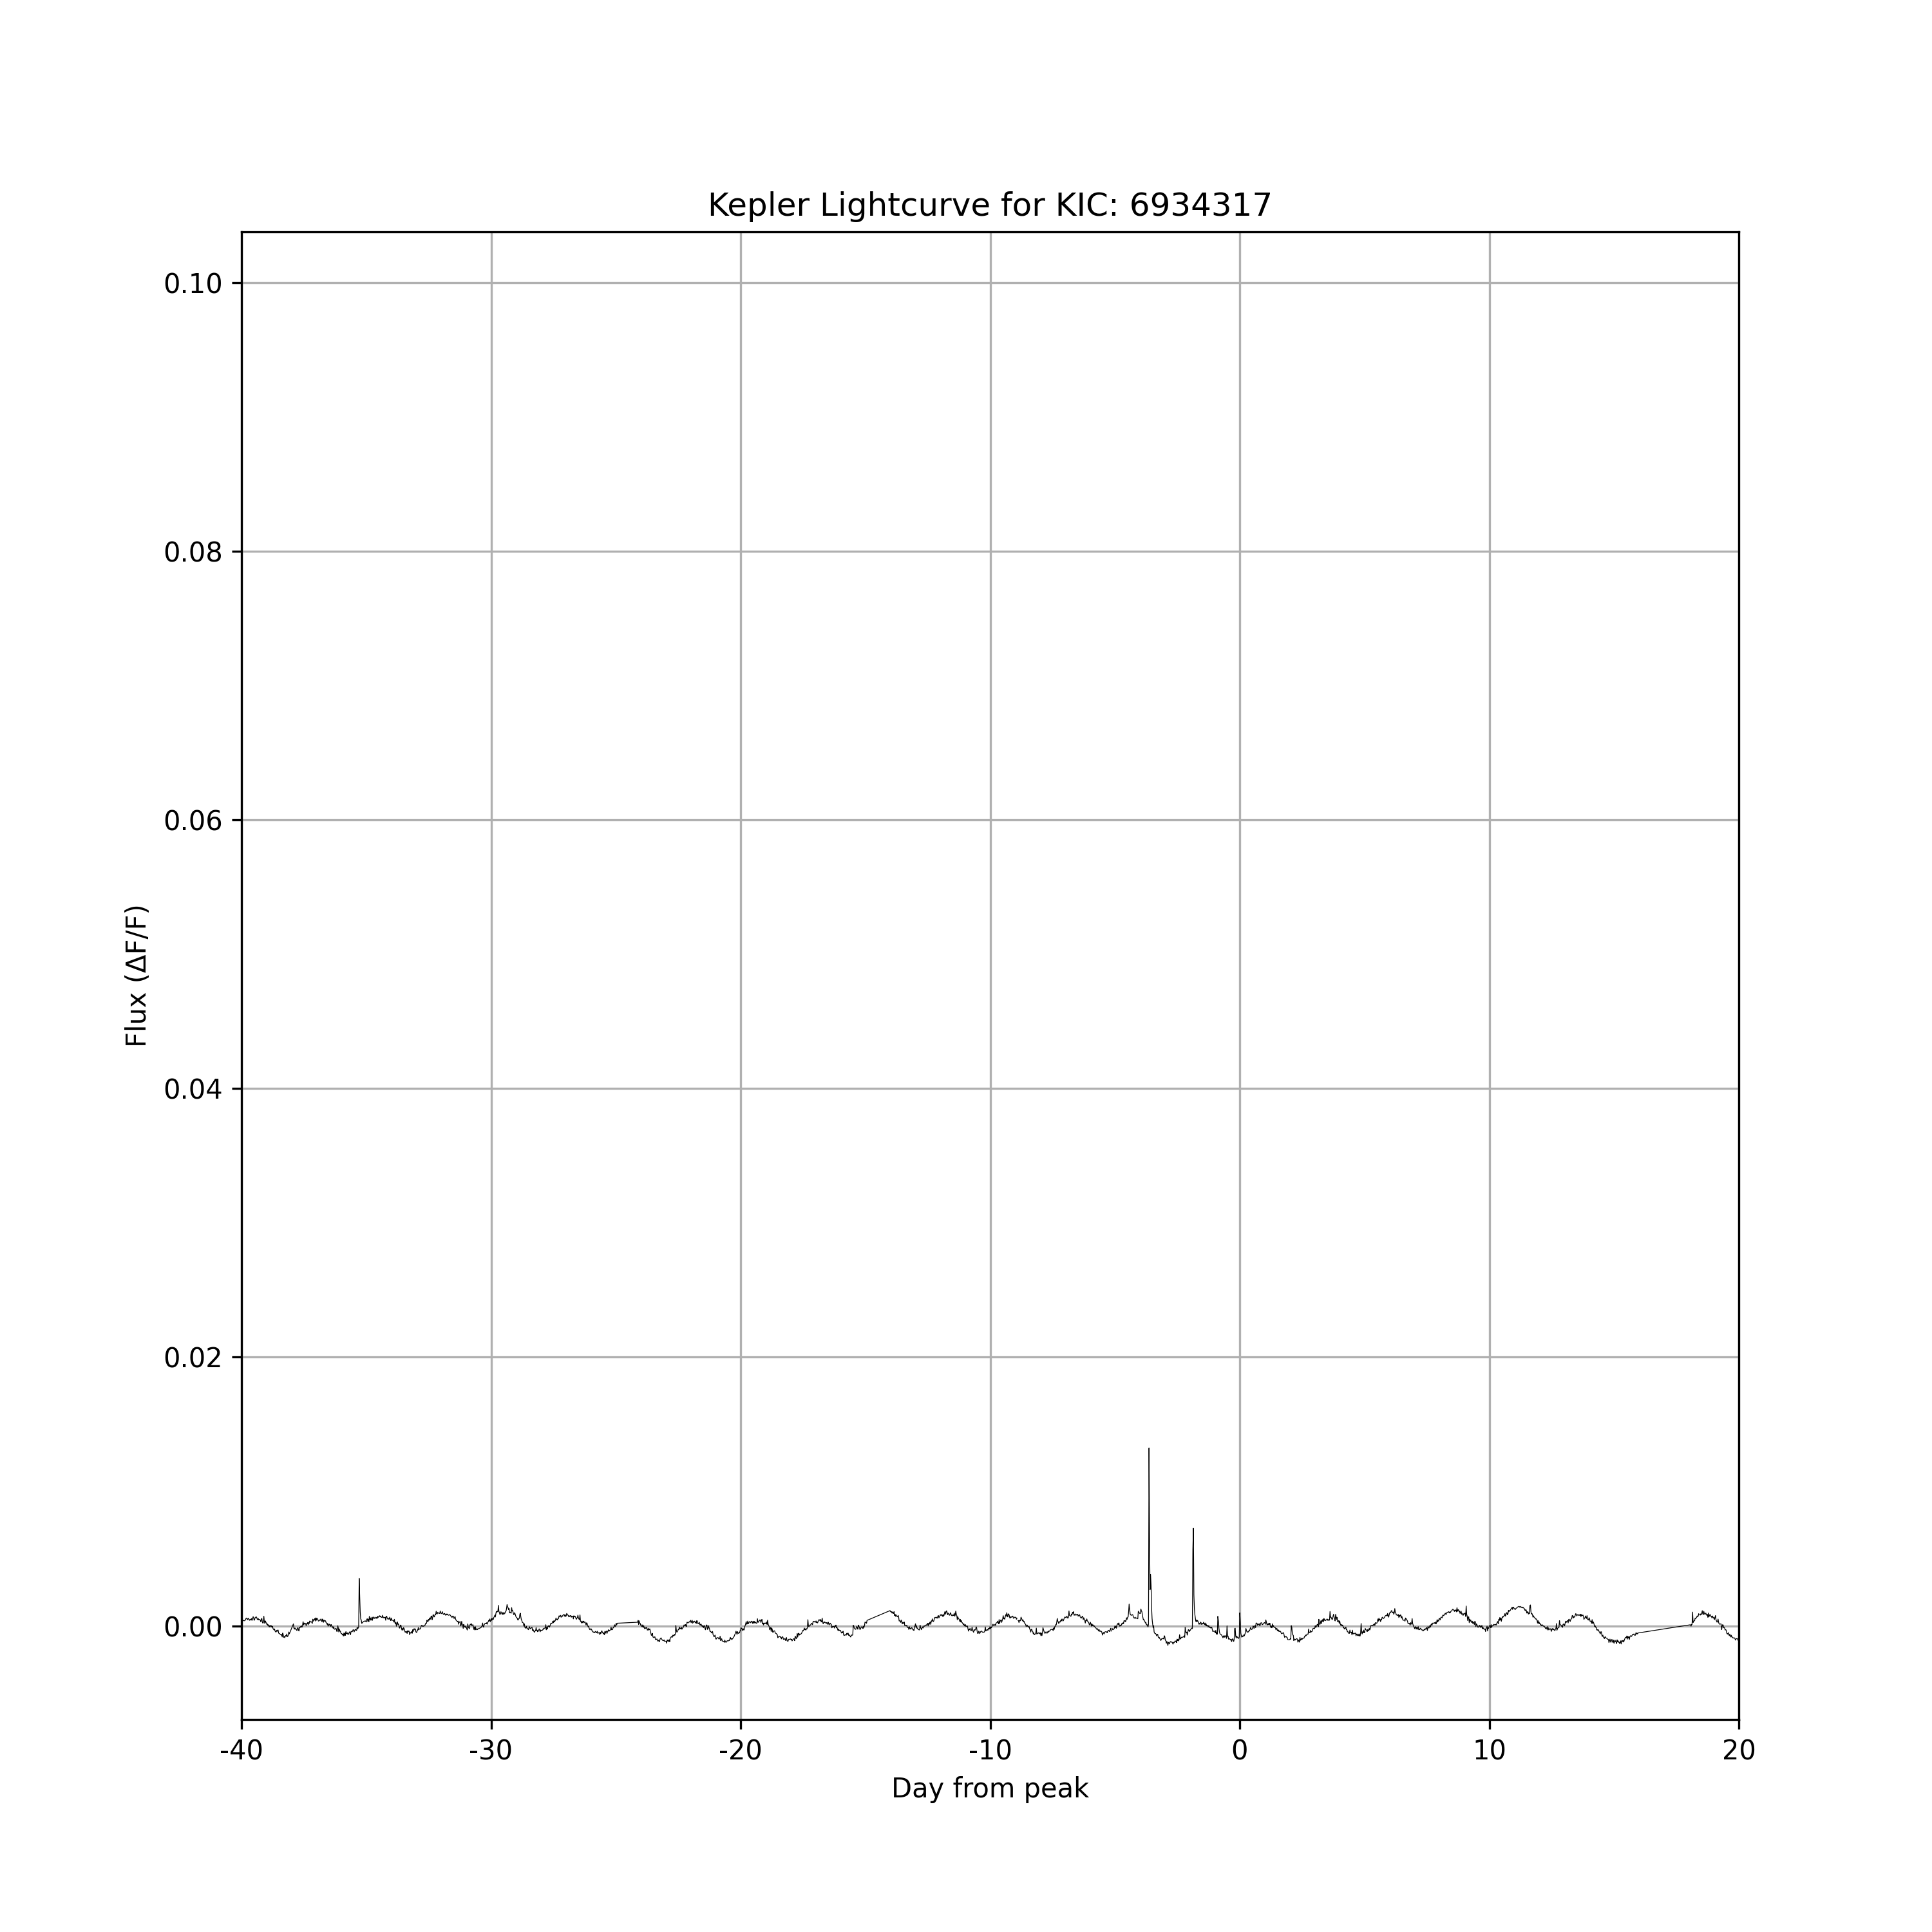 Kepler Lightcurve for KIC: 6934317
0.10
0.08
0.06
0.04
0.02
0.00
Flux (ΔF/F)
-40 -30 -20 -10 0 10 20
Day from peak